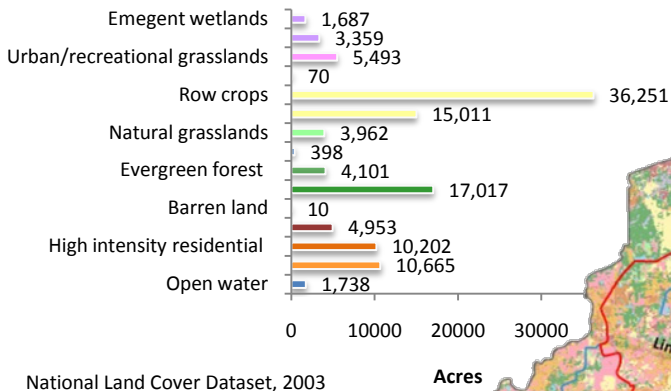 Emegent wetlands 1,687
3,359
Urban/recreational grasslands 5,493
70
Row crops 36,251
15,011
Natural grasslands 3,962
398
Evergreen forest 4,101
17,017
Barren land 10
4,953
High intensity residential 10,202
10,665
Open water 1,738
0 10000 20000 30000
Lin
National Land Cover Dataset, 2003 Acres